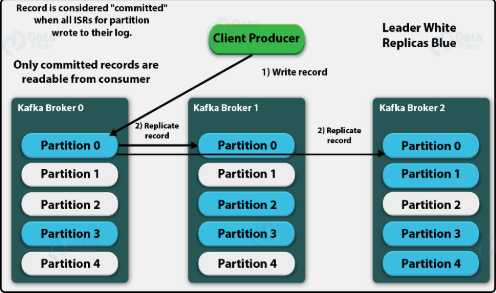 Record is considered "committed"
when all ISRs for partition
wrote to their log.
Only committed records are
readable from consumer
Client Producer
Leader White
Replicas Blue
1) Write record
Kafka Broker 0
Partition 0
Partition 1
Partition 2
Partition 3
Partition 4
2) Replicate
record
Kafka Broker 1
Partition 0
Partition 1
Partition 2
Partition 3
Partition 4
2) Replicate
record
Kafka Broker 2
Partition 0
Partition 1
Partition 2
Partition 3
Partition 4